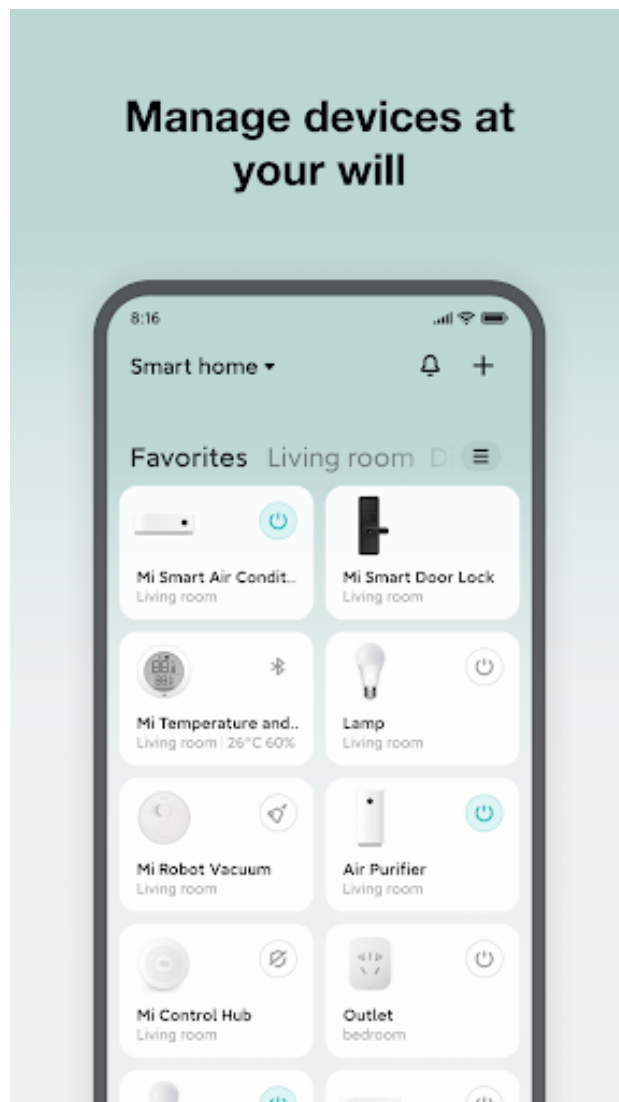 Manage devices at
your will
8:16
Smart home
Favorites Living room D
Mi Smart Air Condit..
Living room
Mi Smart Door Lock
Living room
Mi Temperature and..
Living room | 26°C 60%
Lamp
Living room
Mi Robot Vacuum
Living room
Air Purifier
Living room
Mi Control Hub
Living room
Outlet
bedroom